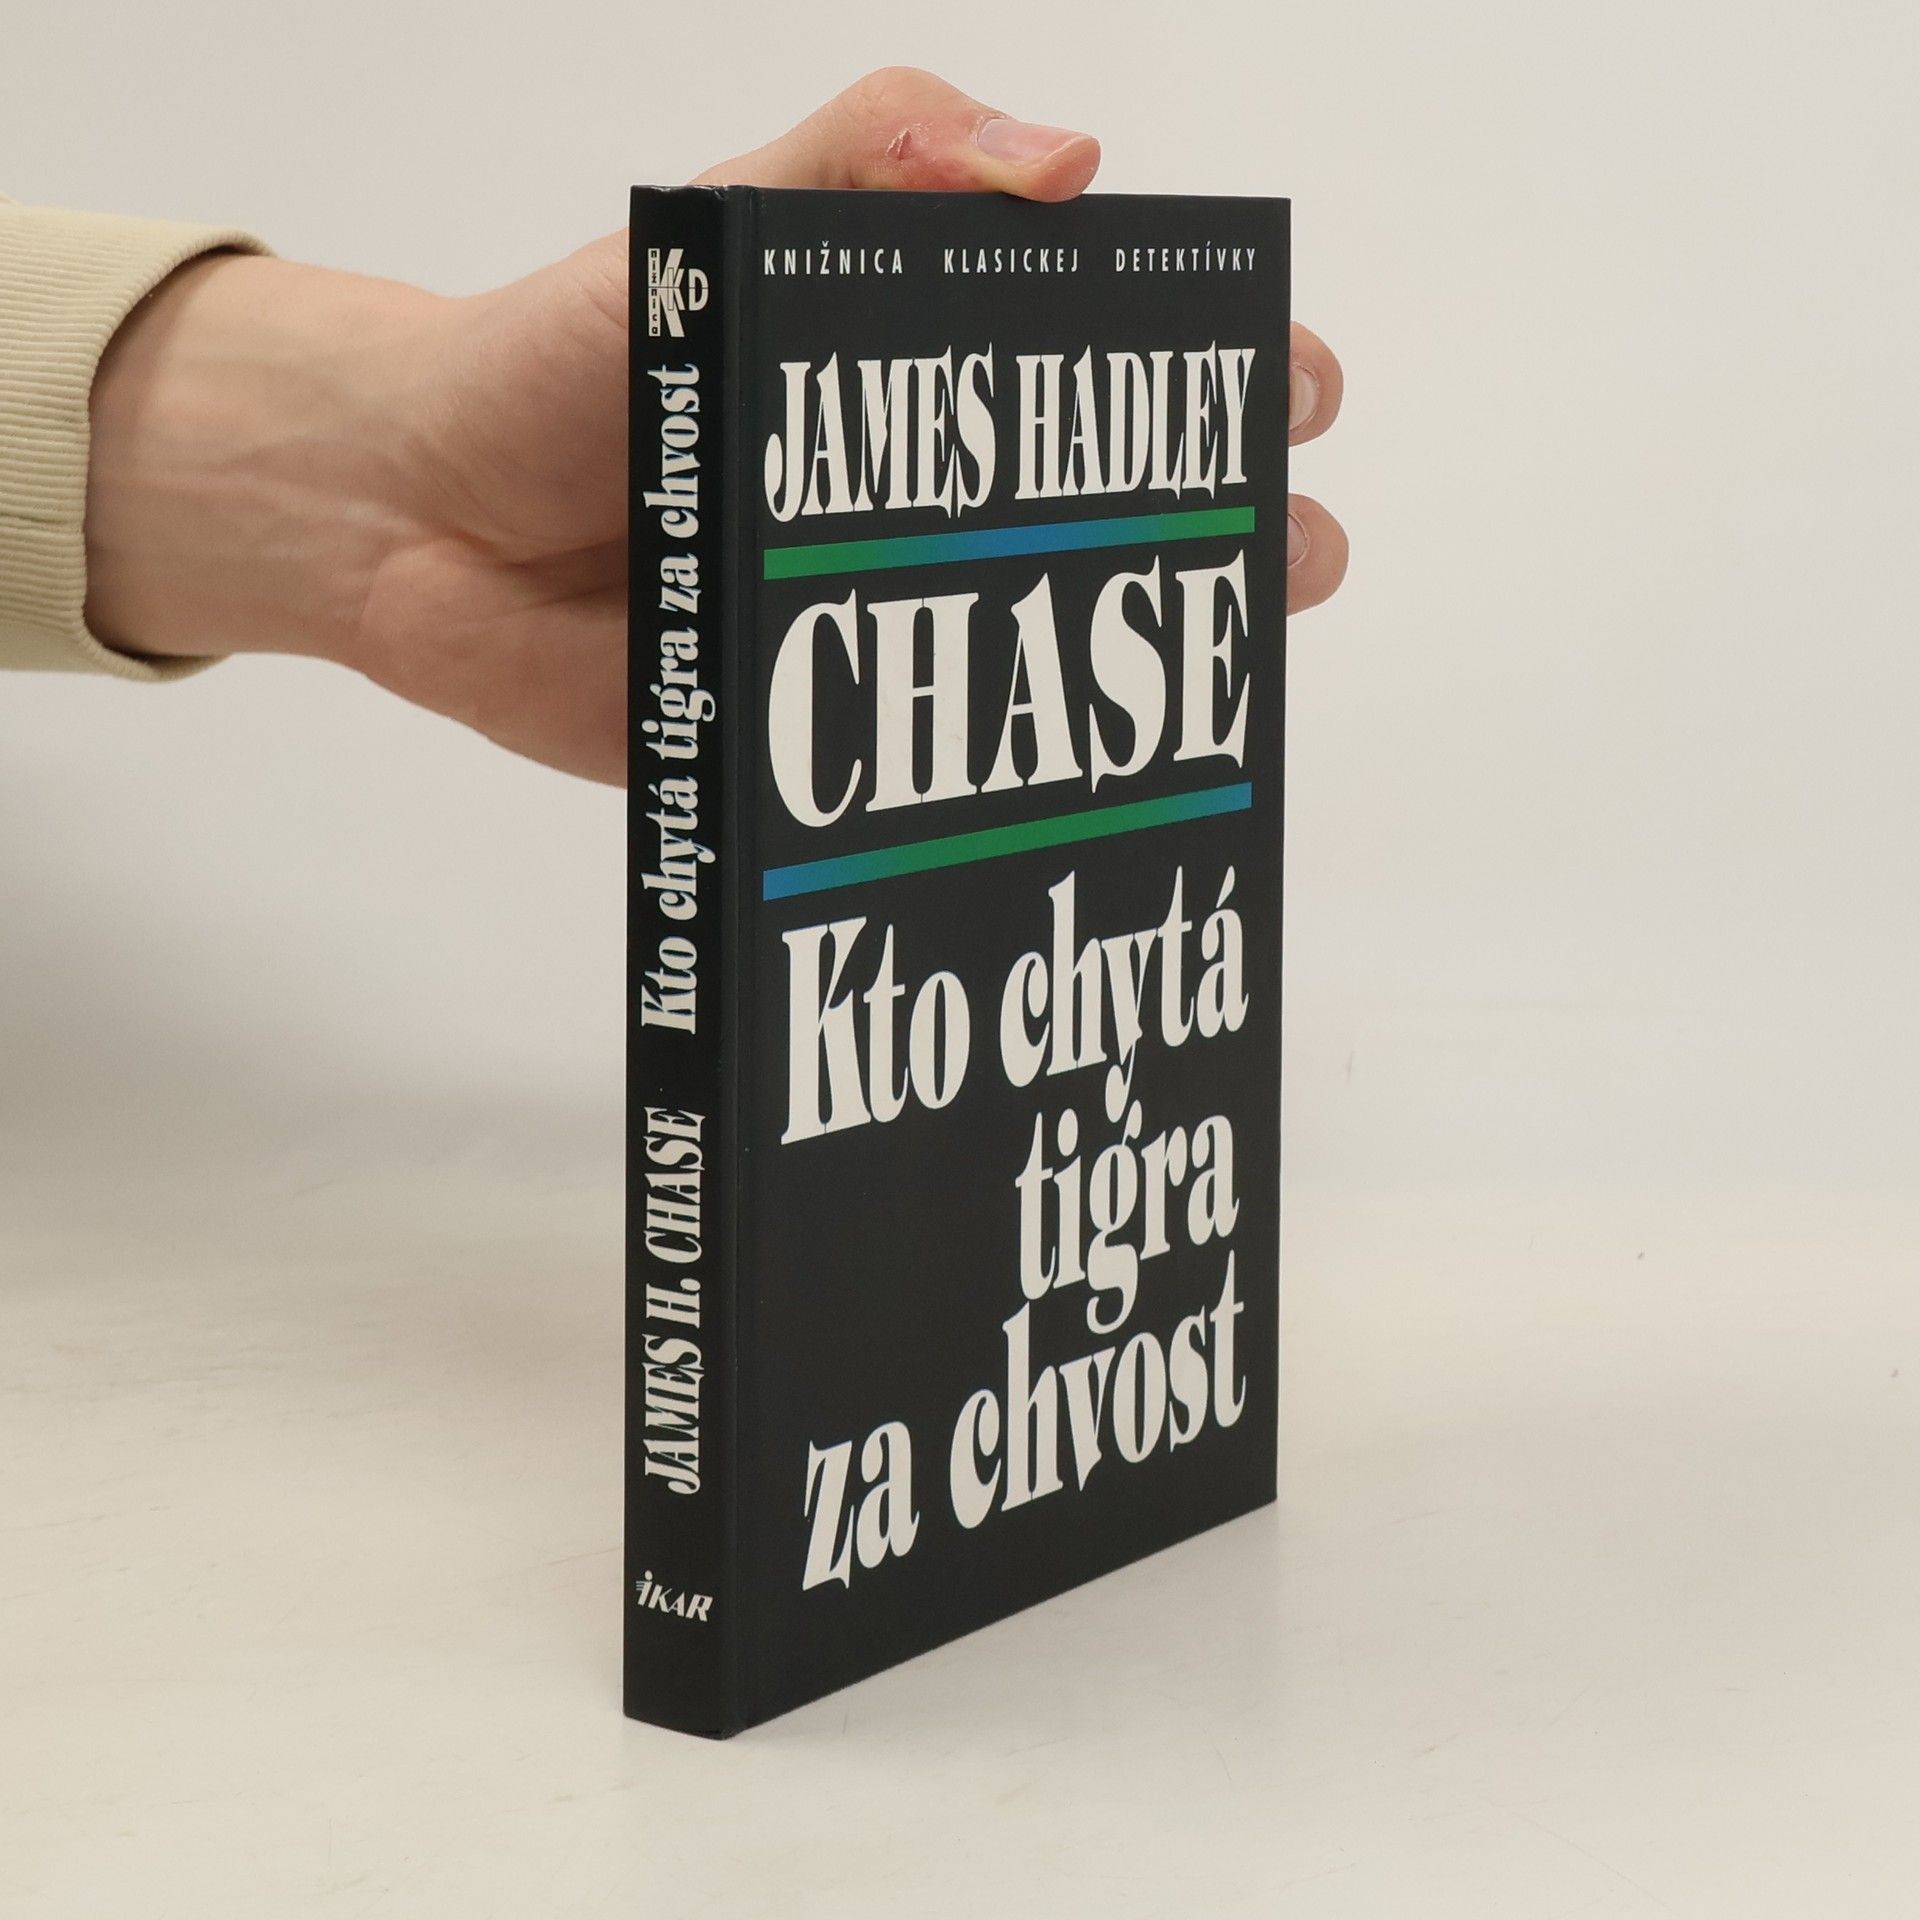 KNIŽNICA KLASICKEJ DETEKTÍVKY
JAMES HADLEY
CHASE
Kto chytá
tigra
za chvost
Knižnica KD
Kto chytá tigra za chvost
JAMES H. CHASE
iKAR